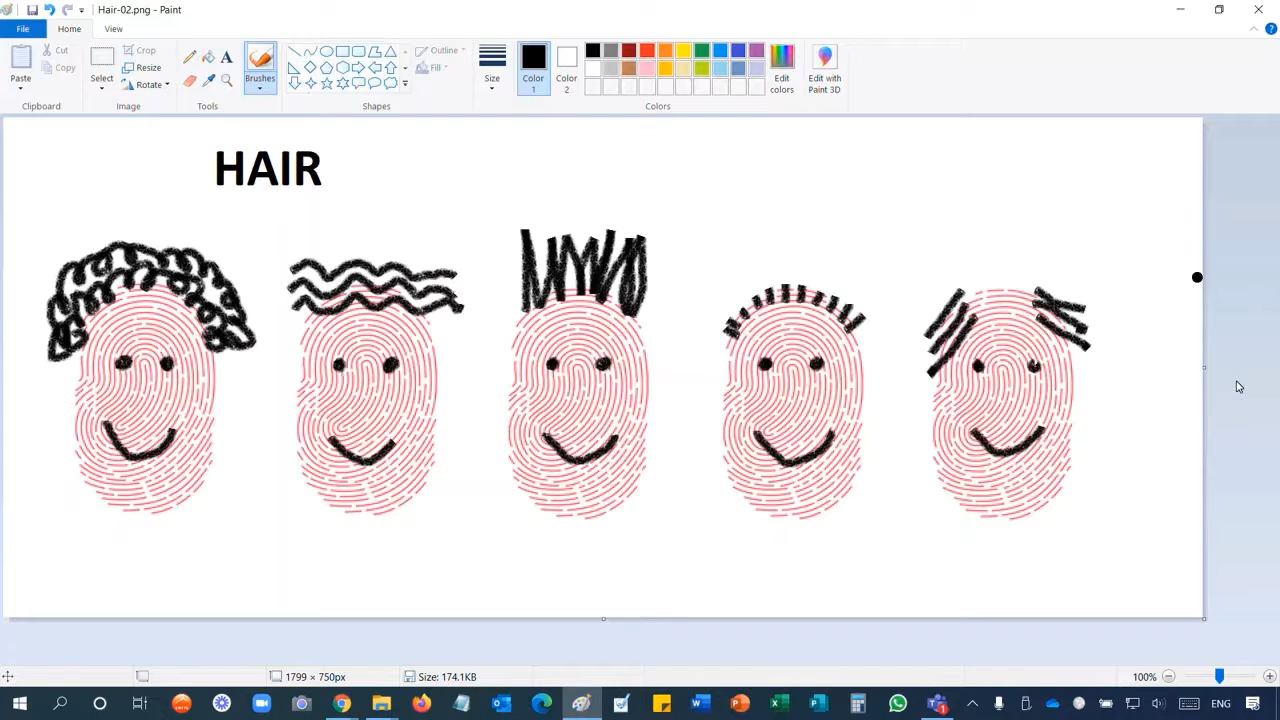 Hair-02.png - Paint
File Home View
Cut
Copy
Paste
Clipboard
Crop
Resize
Rotate
Select
Image
Tools
Brushes
Outline
Fill
Shapes
Size
Color 1
Color 2
Edit colors
Edit with Paint 3D
Colors
HAIR
1799 × 750px
Size: 174.1KB
100%
ENG